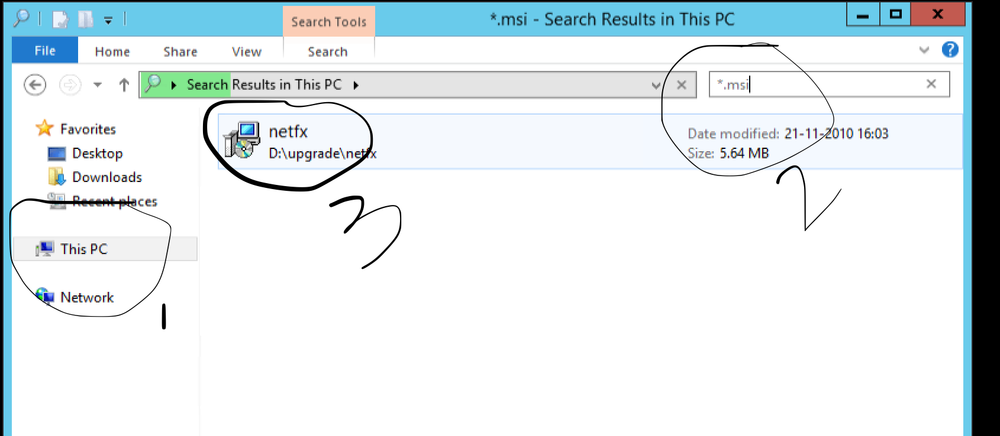 Search Tools
*.msi - Search Results in This PC
File Home Share View Search
Search Results in This PC
*.msi
Favorites
Desktop
Downloads
Recent places
This PC
Network
netfx
D:\upgrade\netfx
Date modified: 21-11-2010 16:03
Size: 5.64 MB
1
2
3